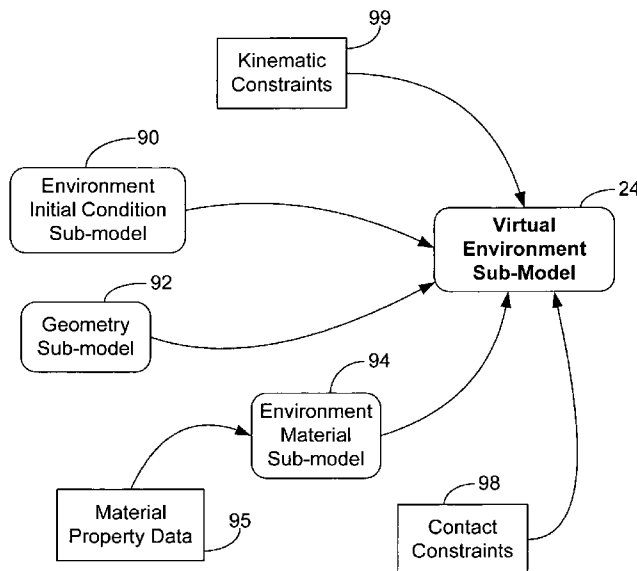 99
Kinematic
Constraints
90
Environment
Initial Condition
Sub-model
24
Virtual
Environment
Sub-Model
92
Geometry
Sub-model
94
Environment
Material
Sub-model
Material
Property Data
95
98
Contact
Constraints